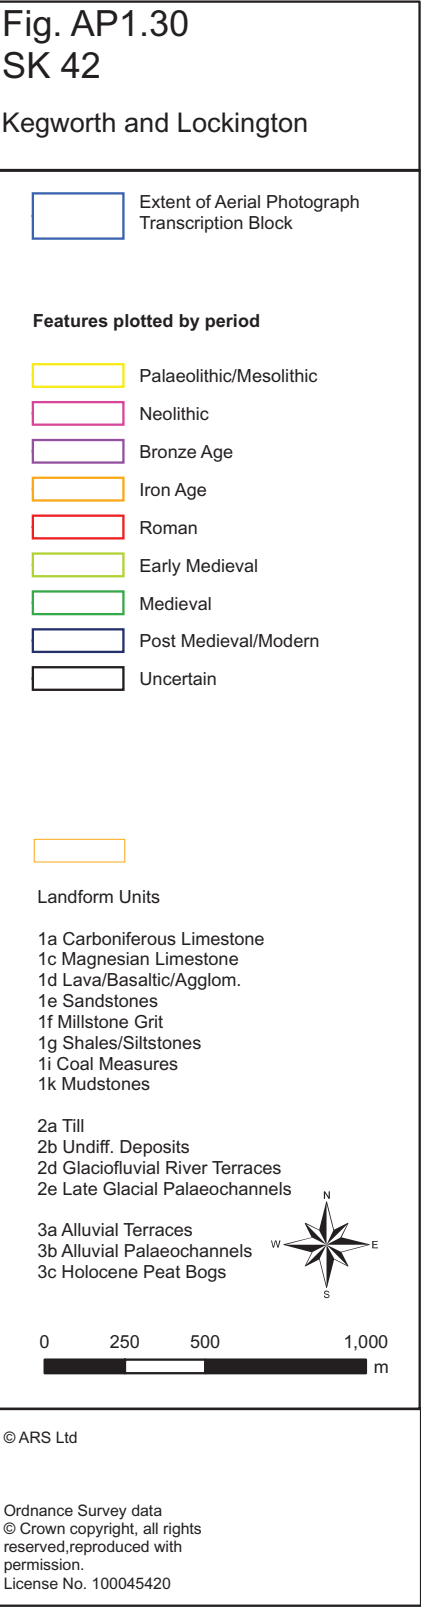 Fig. AP1.30
SK 42
Kegworth and Lockington
Extent of Aerial Photograph
Transcription Block
Features plotted by period
Palaeolithic/Mesolithic
Neolithic
Bronze Age
Iron Age
Roman
Early Medieval
Medieval
Post Medieval/Modern
Uncertain
Landform Units
1a Carboniferous Limestone
1c Magnesian Limestone
1d Lava/Basaltic/Agglom.
1e Sandstones
1f Millstone Grit
1g Shales/Siltstones
1i Coal Measures
1k Mudstones
2a Till
2b Undiff. Deposits
2d Glaciofluvial River Terraces
2e Late Glacial Palaeochannels
3a Alluvial Terraces
3b Alluvial Palaeochannels
3c Holocene Peat Bogs
N
W E
S
0 250 500 1,000
m
© ARS Ltd
Ordnance Survey data
© Crown copyright, all rights
reserved,reproduced with
permission.
License No. 100045420